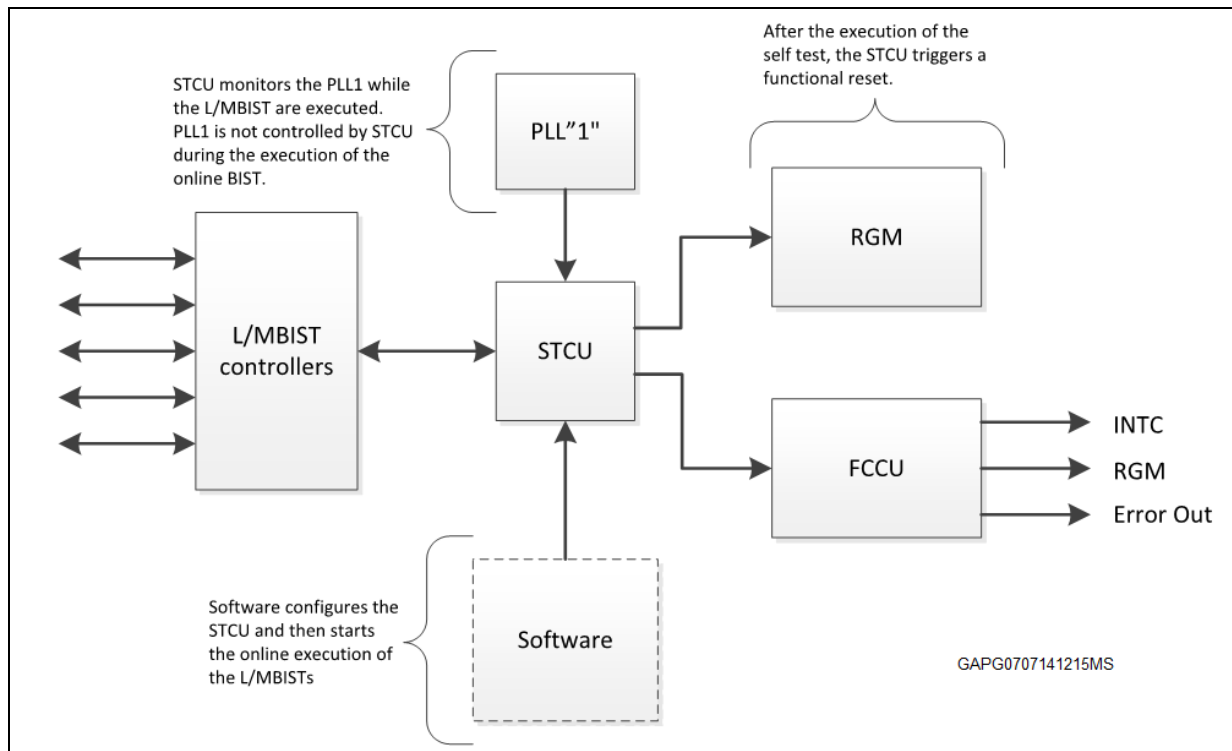 After the execution of the
self test, the STCU triggers a
functional reset.
STCU monitors the PLL1 while
the L/MBIST are executed.
PLL1 is not controlled by STCU
during the execution of the
online BIST.
PLL”1"
RGM
L/MBIST
controllers
STCU
FCCU
INTC
RGM
Error Out
Software configures the
STCU and then starts
the online execution of
the L/MBISTs
Software
GAPG0707141215MS